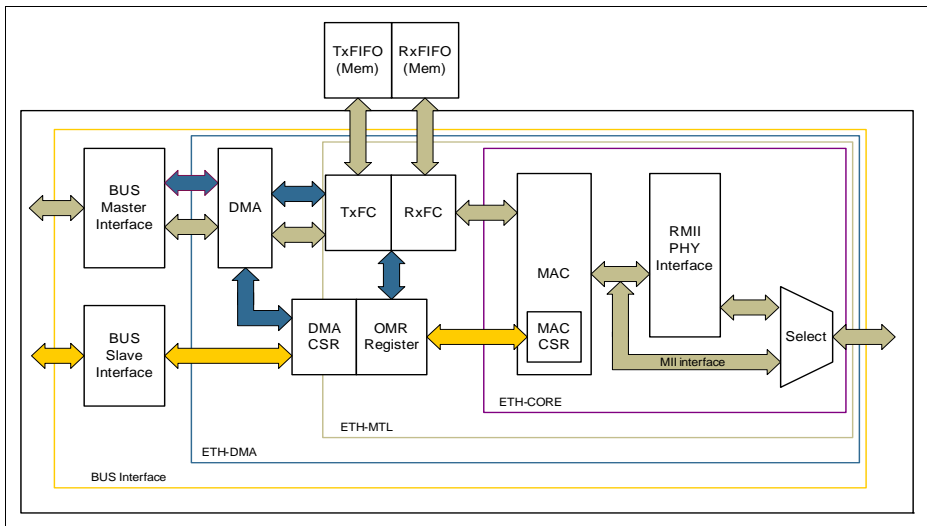 TxFIFO
(Mem)
RxFIFO
(Mem)
BUS
Master
Interface
DMA
TxFC
RxFC
MAC
RMII
PHY
Interface
BUS
Slave
Interface
DMA
CSR
OMR
Register
MAC
CSR
Select
MII interface
ETH-CORE
ETH-MTL
ETH-DMA
BUS Interface